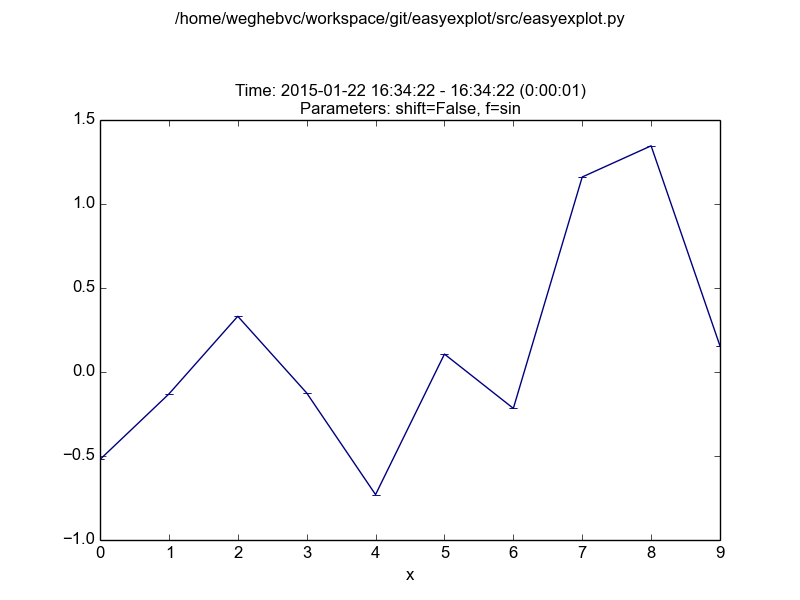 /home/weghebvc/workspace/git/easyexplot/src/easyexplot.py
Time: 2015-01-22 16:34:22 - 16:34:22 (0:00:01)
Parameters: shift=False, f=sin
1.5
1.0
0.5
0.0
−0.5
−1.0
0 1 2 3 4 5 6 7 8 9
x